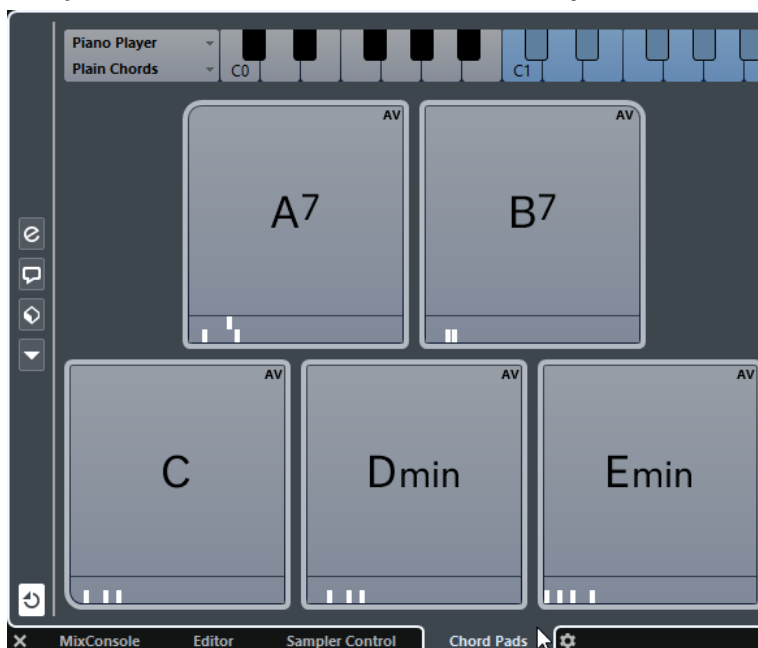 Piano Player
Plain Chords
C0
C1
AV
AV
A7
B7
AV
AV
AV
C
Dmin
Emin
MixConsole
Editor
Sampler Control
Chord Pads